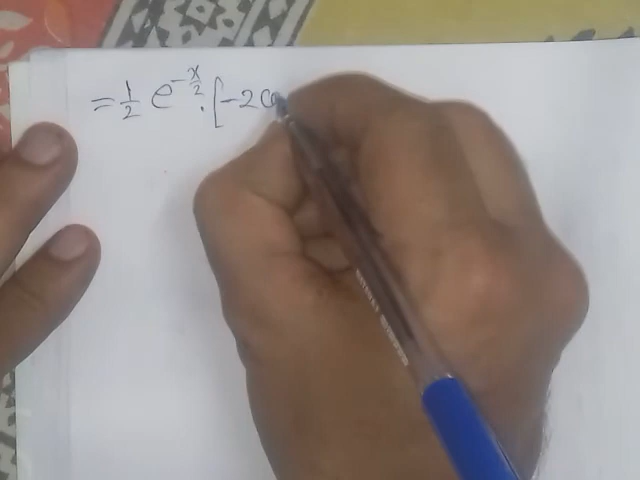 = 1/2 e^{-x/2} . [-2c